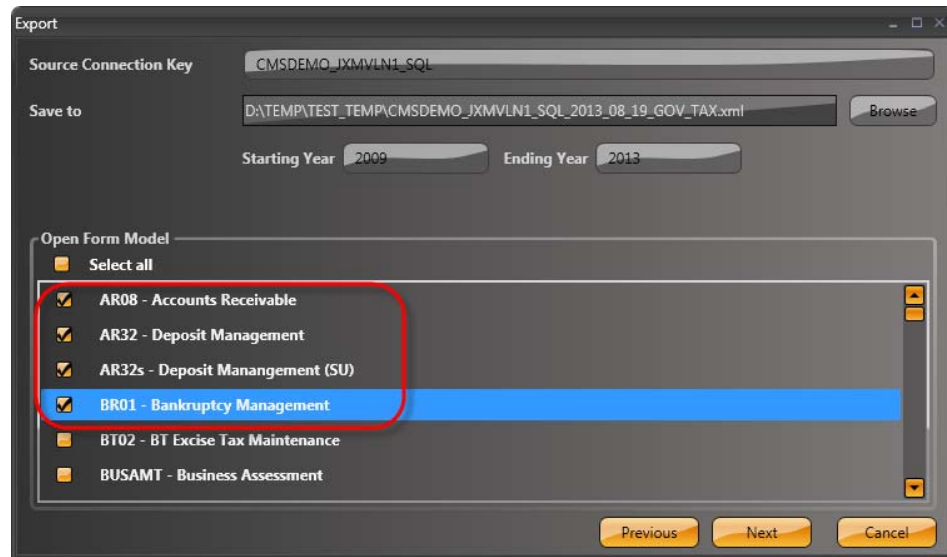 Export
Source Connection Key CMSDEMO_JXMVLN1_SQL
Save to D:\TEMP\TEST_TEMP\CMSDEMO_JXMVLN1_SQL_2013_08_19_GOV_TAX.xml Browse
Starting Year 2009 Ending Year 2013
Open Form Model
Select all
AR08 - Accounts Receivable
AR32 - Deposit Management
AR32s - Deposit Manangement (SU)
BR01 - Bankruptcy Management
BT02 - BT Excise Tax Maintenance
BUSAMT - Business Assessment
Previous Next Cancel